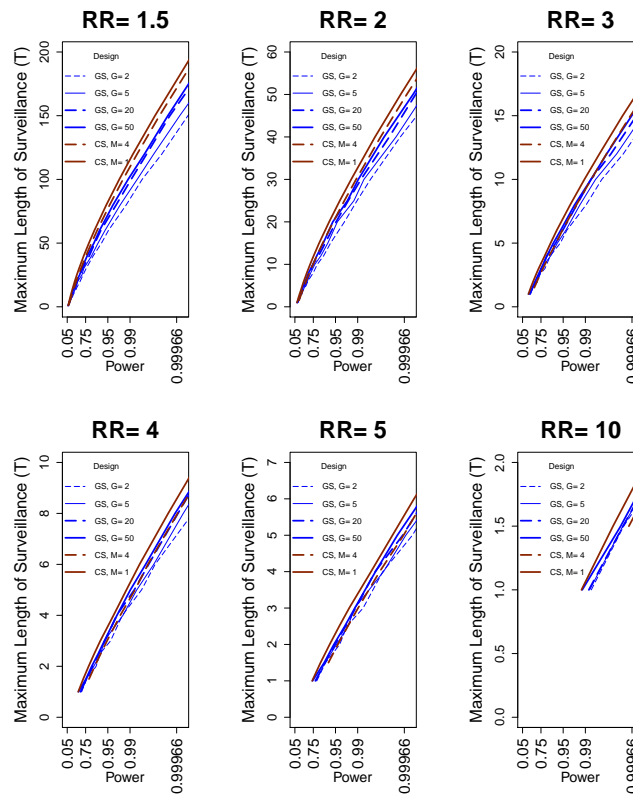 RR= 1.5
Maximum Length of Surveillance (T)
200
150
100
50
0
Design
GS, G= 2
GS, G= 5
GS, G= 20
GS, G= 50
CS, M= 4
CS, M= 1
0.05
0.75
0.95
0.99
0.99966
Power
RR= 2
Maximum Length of Surveillance (T)
60
50
40
30
20
10
0
Design
GS, G= 2
GS, G= 5
GS, G= 20
GS, G= 50
CS, M= 4
CS, M= 1
0.05
0.75
0.95
0.99
0.99966
Power
RR= 3
Maximum Length of Surveillance (T)
20
15
10
5
0
Design
GS, G= 2
GS, G= 5
GS, G= 20
GS, G= 50
CS, M= 4
CS, M= 1
0.05
0.75
0.95
0.99
0.99966
Power
RR= 4
Maximum Length of Surveillance (T)
10
8
6
4
2
0
Design
GS, G= 2
GS, G= 5
GS, G= 20
GS, G= 50
CS, M= 4
CS, M= 1
0.05
0.75
0.95
0.99
0.99966
Power
RR= 5
Maximum Length of Surveillance (T)
7
6
5
4
3
2
1
0
Design
GS, G= 2
GS, G= 5
GS, G= 20
GS, G= 50
CS, M= 4
CS, M= 1
0.05
0.75
0.95
0.99
0.99966
Power
RR= 10
Maximum Length of Surveillance (T)
2.0
1.5
1.0
0.5
0.0
Design
GS, G= 2
GS, G= 5
GS, G= 20
GS, G= 50
CS, M= 4
CS, M= 1
0.05
0.75
0.95
0.99
0.99966
Power